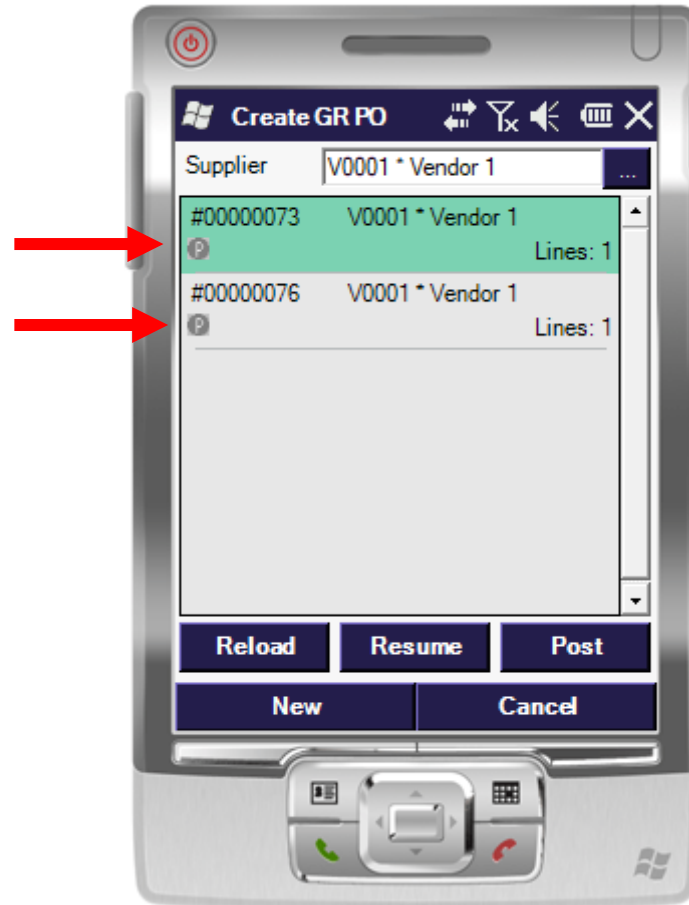 Create GR PO
Supplier V0001 * Vendor 1 ...
#00000073 V0001 * Vendor 1
P Lines: 1
#00000076 V0001 * Vendor 1
P Lines: 1
Reload Resume Post
New Cancel